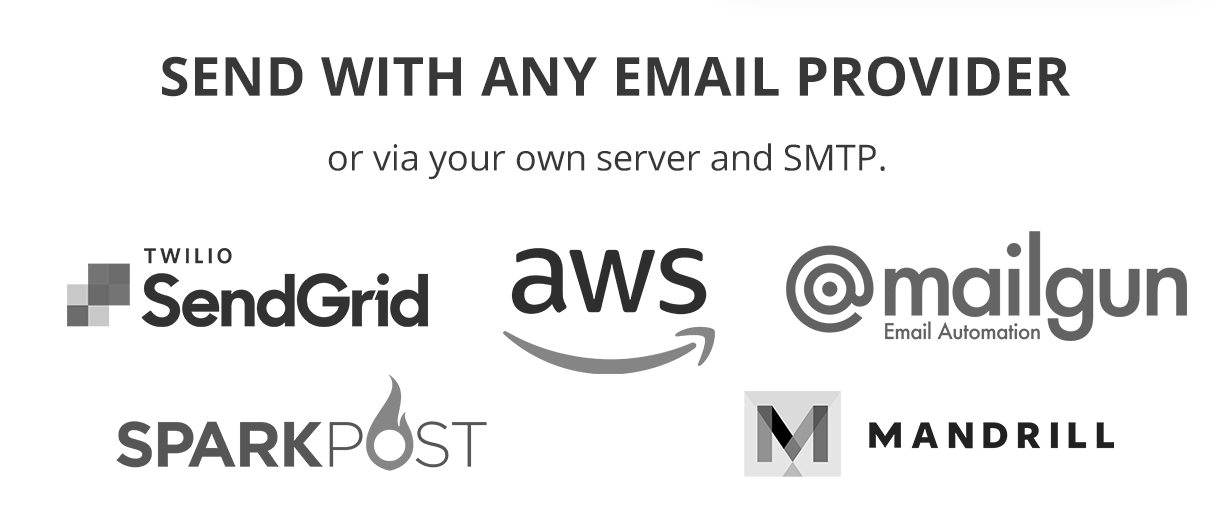 SEND WITH ANY EMAIL PROVIDER
or via your own server and SMTP.
TWILIO
SendGrid
aws
@mailgun
Email Automation
SPARKPOST
MANDRILL